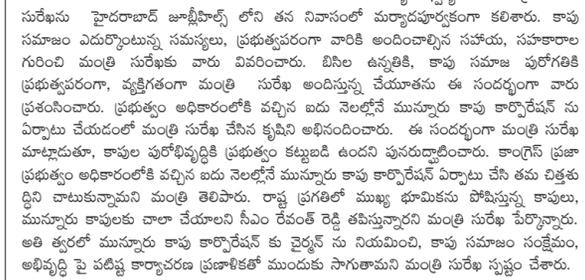 సురేఖను హైదరాబాద్ జూబ్లీహిల్స్ లోని తన నివాసంలో మర్యాదపూర్వకంగా కలిశారు. కాపు
సమాజం ఎదుర్కొంటున్న సమస్యలు, ప్రభుత్వపరంగా వారికి అందించాల్సిన సహాయ, సహకారాల
గురించి మంత్రి సురేఖకు వారు వివరించారు. బిసిల ఉన్నతికి, కాపు సమాజ పురోగతికి
ప్రభుత్వపరంగా, వ్యక్తిగతంగా మంత్రి సురేఖ అందిస్తున్న చేయూతను ఈ సందర్భంగా వారు
ప్రశంసించారు. ప్రభుత్వం అధికారంలోకి వచ్చిన ఐదు నెలల్లోనే మున్నూరు కాపు కార్పొరేషన్ ను
ఏర్పాటు చేయడంలో మంత్రి సురేఖ చేసిన కృషిని అభినందించారు. ఈ సందర్భంగా మంత్రి సురేఖ
మాట్లాడుతూ, కాపుల పురోభివృద్ధికి ప్రభుత్వం కట్టుబడి ఉందని పునరుద్ఘాటించారు. కాంగ్రెస్ ప్రజా
ప్రభుత్వం అధికారంలోకి వచ్చిన ఐదు నెలల్లోనే మున్నూరు కాపు కార్పొరేషన్ ఏర్పాటు చేసి తమ చిత్తశు
ద్ధిని చాటుకున్నామని మంత్రి తెలిపారు. రాష్ట్ర ప్రగతిలో ముఖ్య భూమికను పోషిస్తున్న కాపులు,
మున్నూరు కాపులకు చాలా చేయాలని సీఎం రేవంత్ రెడ్డి తపిస్తున్నారని మంత్రి సురేఖ పేర్కొన్నారు.
అతి త్వరలో మున్నూరు కాపు కార్పొరేషన్ కు చైర్మన్ ను నియమించి, కాపు సమాజం సంక్షేమం,
అభివృద్ధి పై పటిష్ట కార్యాచరణ ప్రణాళికతో ముందుకు సాగుతామని మంత్రి సురేఖ స్పష్టం చేశారు.